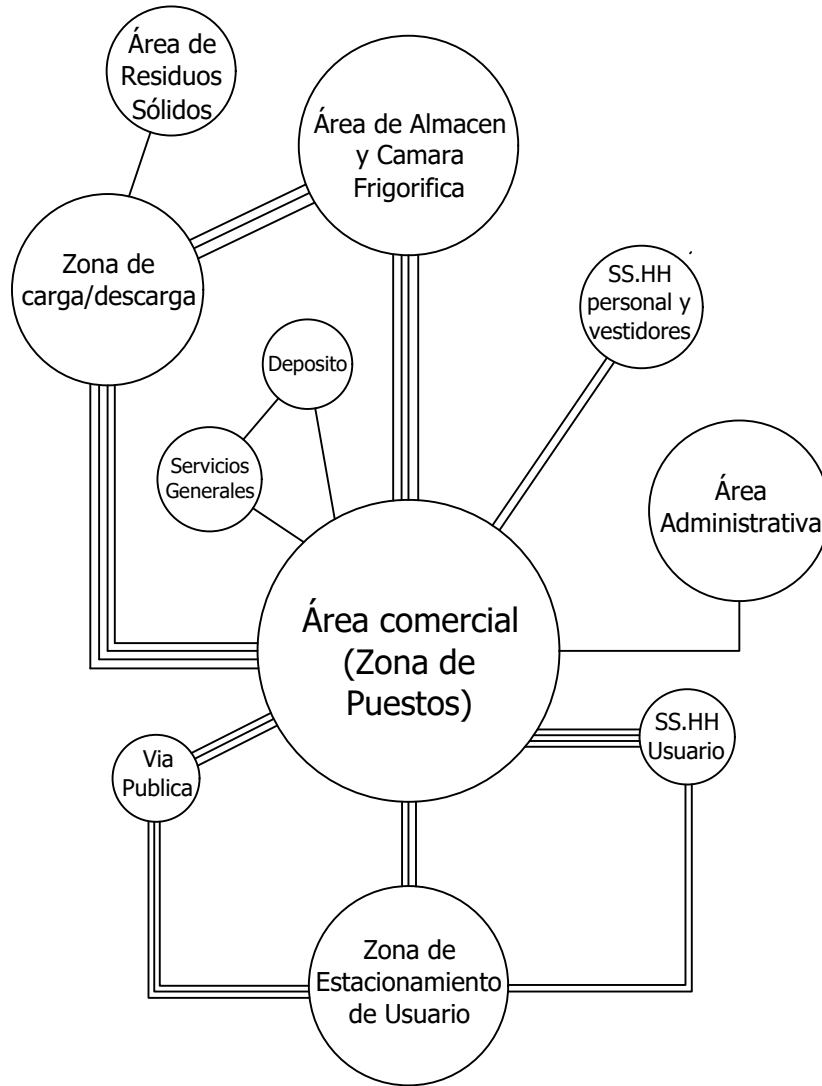 Área de
Residuos
Sólidos
Área de Almacen
y Camara
Frigorifica
Zona de
carga/descarga
SS.HH
personal y
vestidores
Deposito
Servicios
Generales
Área
Administrativa
Área comercial
(Zona de
Puestos)
SS.HH
Usuario
Via
Publica
Zona de
Estacionamiento
de Usuario